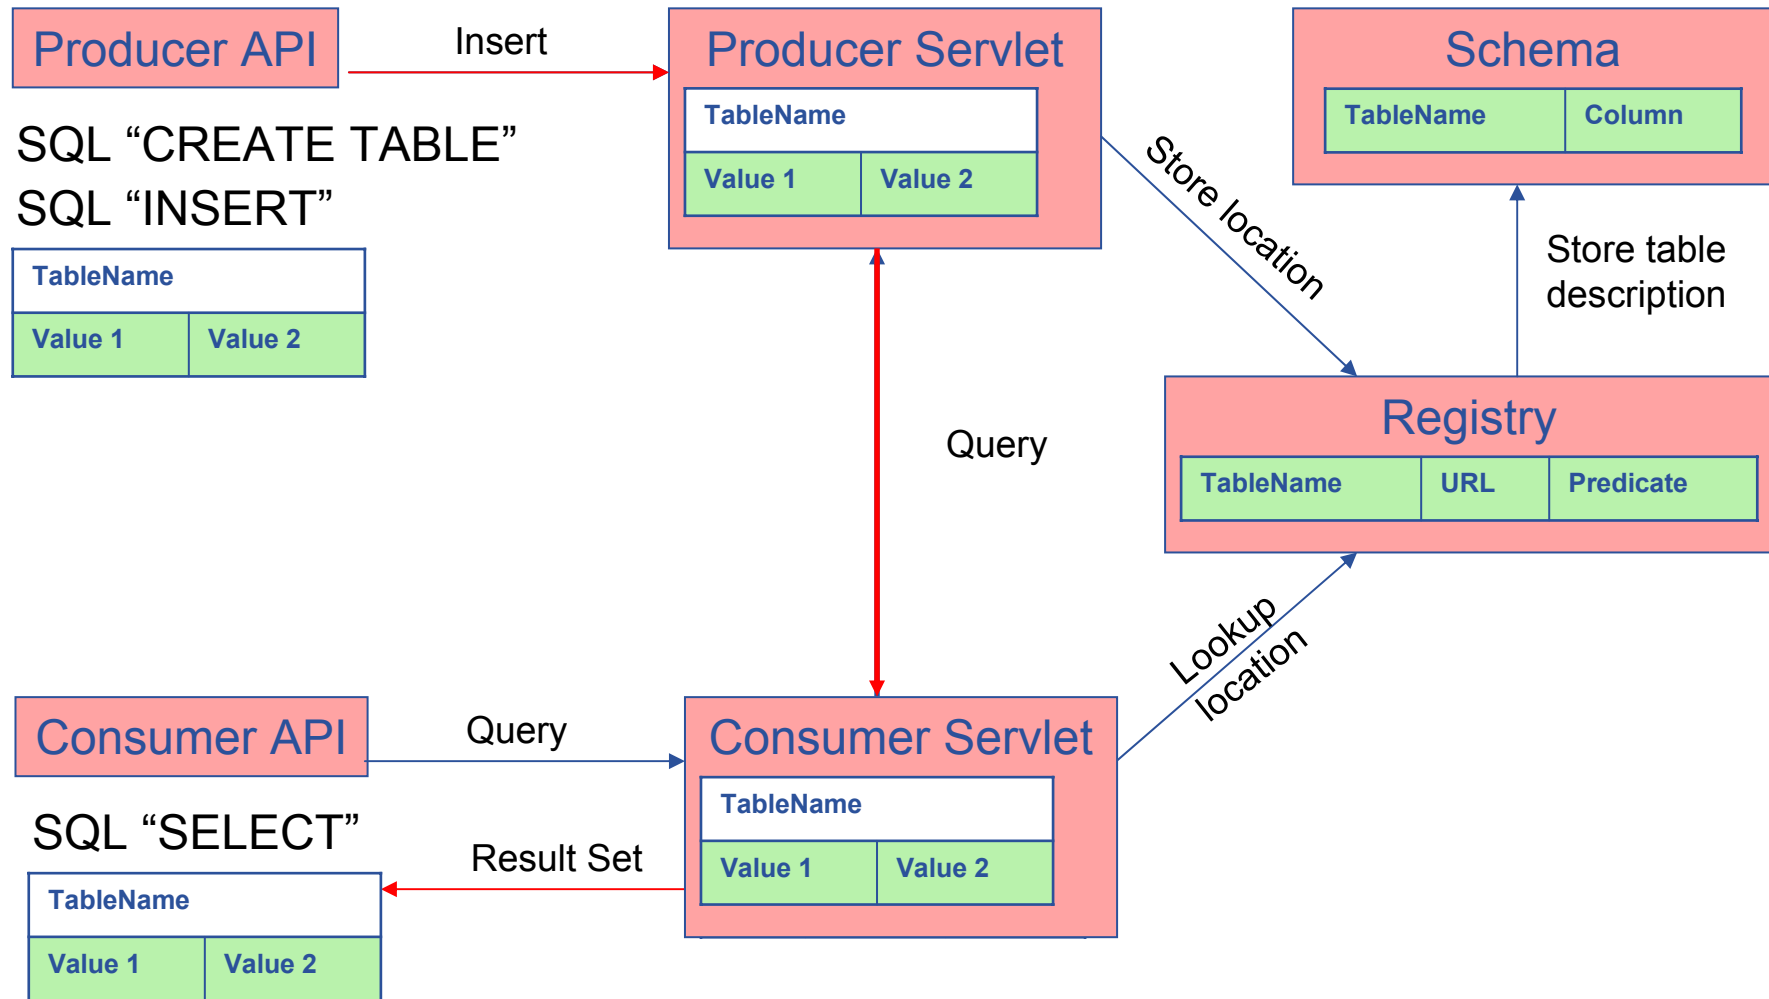 Producer API
Insert
Producer Servlet
Schema
TableName
Value 1 Value 2
TableName Column
SQL “CREATE TABLE”
SQL “INSERT”
TableName
Value 1 Value 2
Store location
Store table
description
Query
Registry
TableName URL Predicate
Lookup
location
Consumer API
Query
Consumer Servlet
TableName
Value 1 Value 2
SQL “SELECT”
Result Set
TableName
Value 1 Value 2